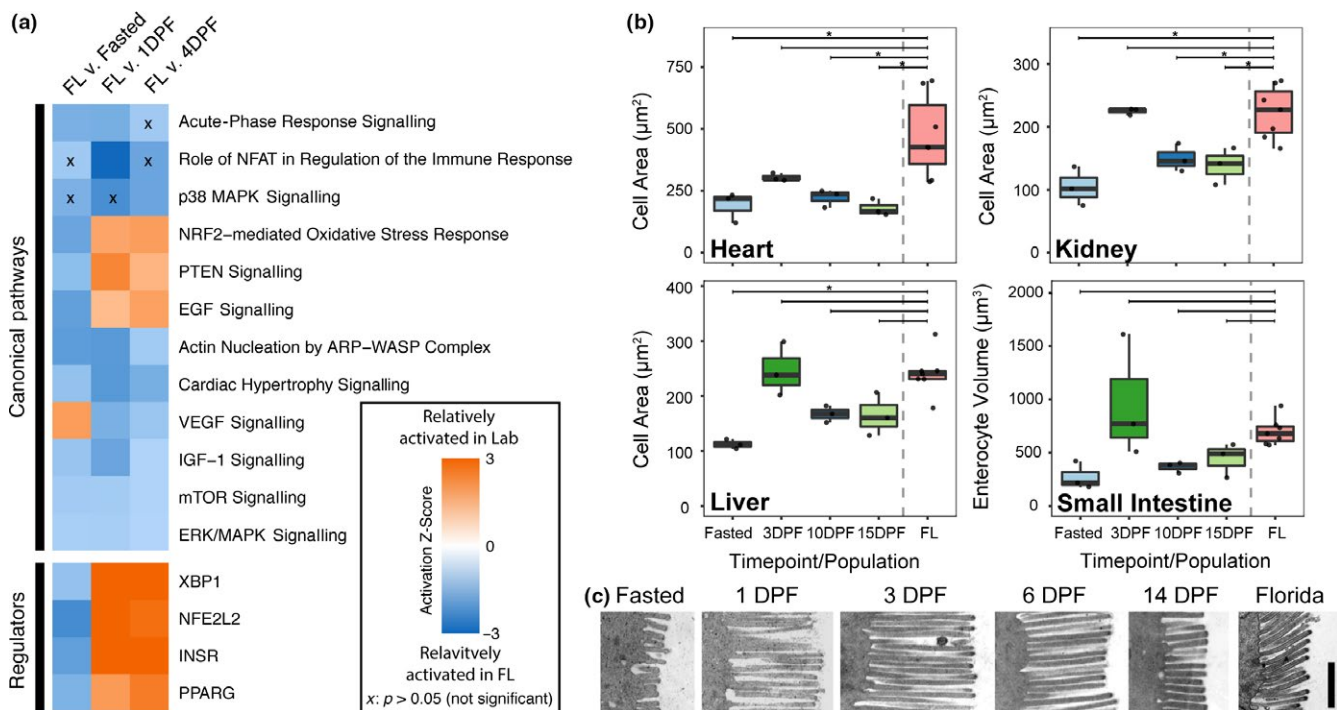 (a)
FL v. Fasted
FL v. 1DPF
FL v. 4DPF
Canonical pathways
x Acute-Phase Response Signalling
x x Role of NFAT in Regulation of the Immune Response
x x p38 MAPK Signalling
NRF2-mediated Oxidative Stress Response
PTEN Signalling
EGF Signalling
Actin Nucleation by ARP-WASP Complex
Cardiac Hypertrophy Signalling
VEGF Signalling
IGF-1 Signalling
mTOR Signalling
ERK/MAPK Signalling
Regulators
XBP1
NFE2L2
INSR
PPARG
Relatively
activated in Lab
Activation Z-Score
3
0
-3
Relavitvely
activated in FL
x: p > 0.05 (not significant)
(b)
Cell Area (µm²)
750
500
250
0
* * * *
Heart
Cell Area (µm²)
300
200
100
0
* * * *
Kidney
Cell Area (µm²)
400
300
200
100
0
*
Liver
Fasted 3DPF 10DPF 15DPF FL
Timepoint/Population
Enterocyte Volume (µm³)
2000
1500
1000
500
0
Small Intestine
Fasted 3DPF 10DPF 15DPF FL
Timepoint/Population
(c) Fasted 1 DPF 3 DPF 6 DPF 14 DPF Florida